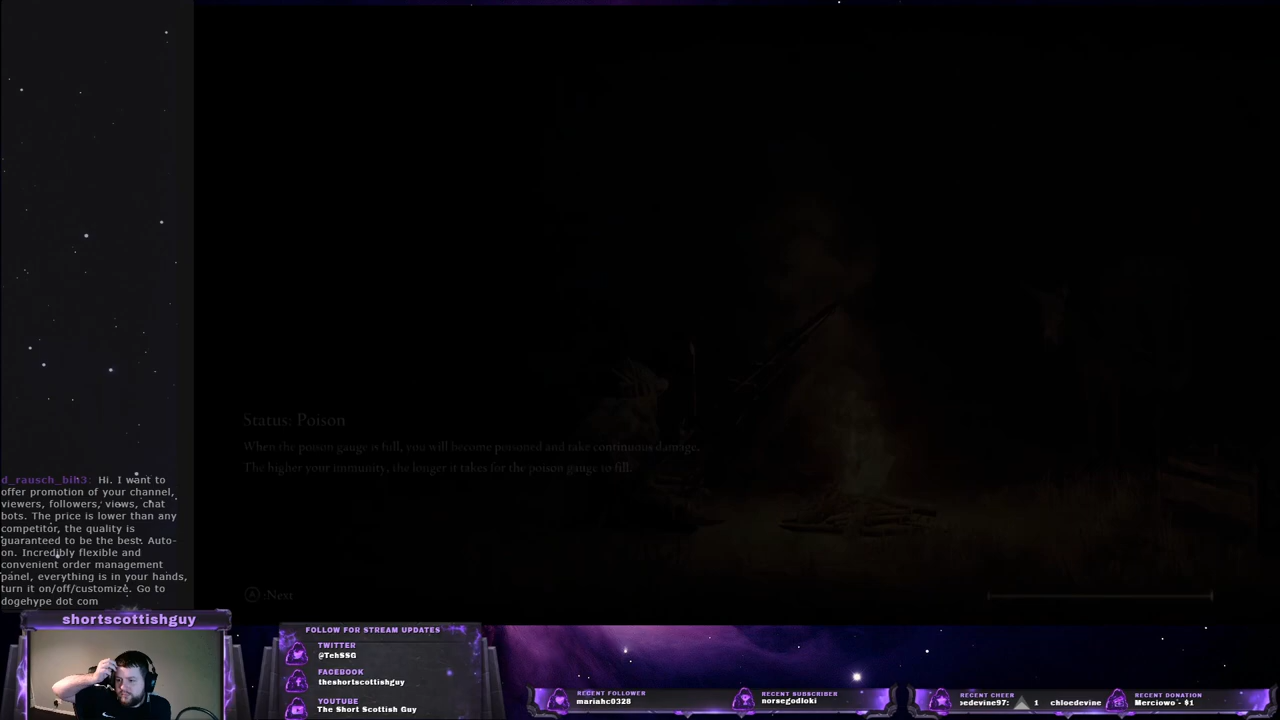 Status: Poison
When the poison gauge is full, you will become poisoned and take continuous damage.
The higher your immunity, the longer it takes for the poison gauge to fill.
d_rausch_bih3: Hi. I want to
offer promotion of your channel,
viewers, followers, views, chat
bots. The price is lower than any
competitor, the quality is
guaranteed to be the best. Auto-
on. Incredibly flexible and
convenient order management
panel, everything is in your hands,
turn it on/off/customize. Go to
dogehype dot com
A :Next
shortscottishguy
FOLLOW FOR STREAM UPDATES
TWITTER
@TehSSG
FACEBOOK
theshortscottishguy
YOUTUBE
The Short Scottish Guy
RECENT FOLLOWER
mariahc0328
RECENT SUBSCRIBER
norsegodloki
RECENT CHEER
oedevine97: 1 chloedevine
RECENT DONATION
Merciowo - $1